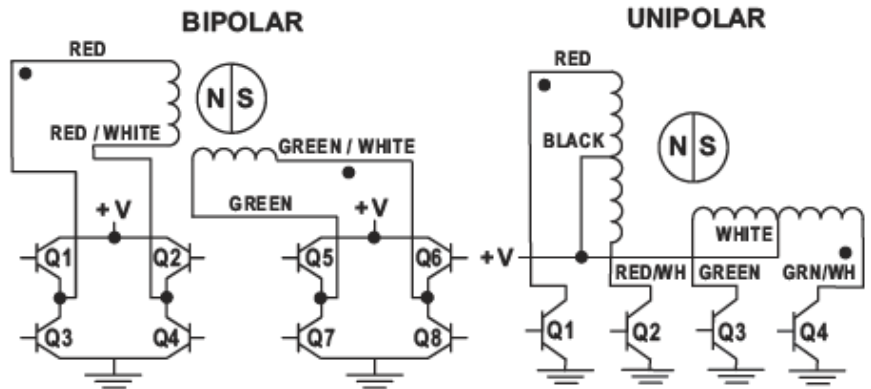 BIPOLAR
RED
N S
RED / WHITE
GREEN / WHITE
GREEN
+V
+V
Q1
Q2
Q5
Q6
Q3
Q4
Q7
Q8
UNIPOLAR
RED
BLACK
N S
WHITE
+V
RED/WH
GREEN
GRN/WH
Q1
Q2
Q3
Q4